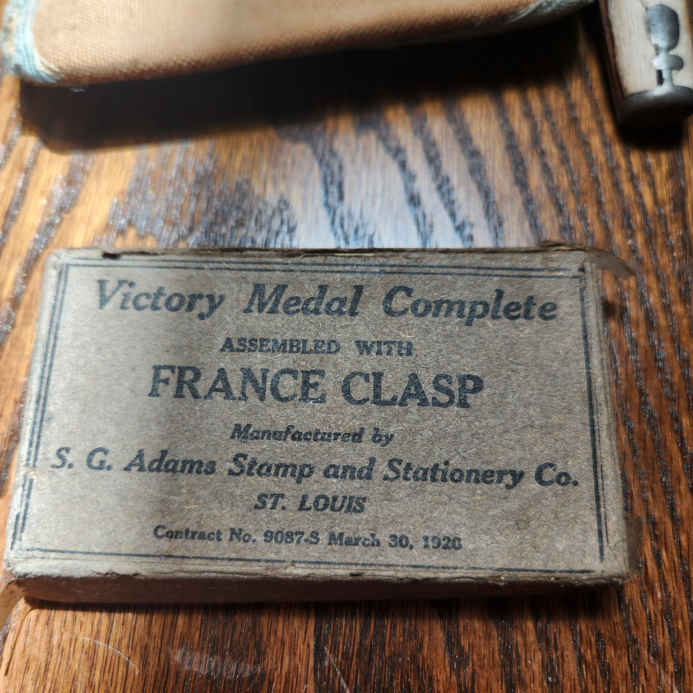 Victory Medal Complete
ASSEMBLED WITH
FRANCE CLASP
Manufactured by
S. G. Adams Stamp and Stationery Co.
ST. LOUIS
Contract No. 9087-S March 30, 1920